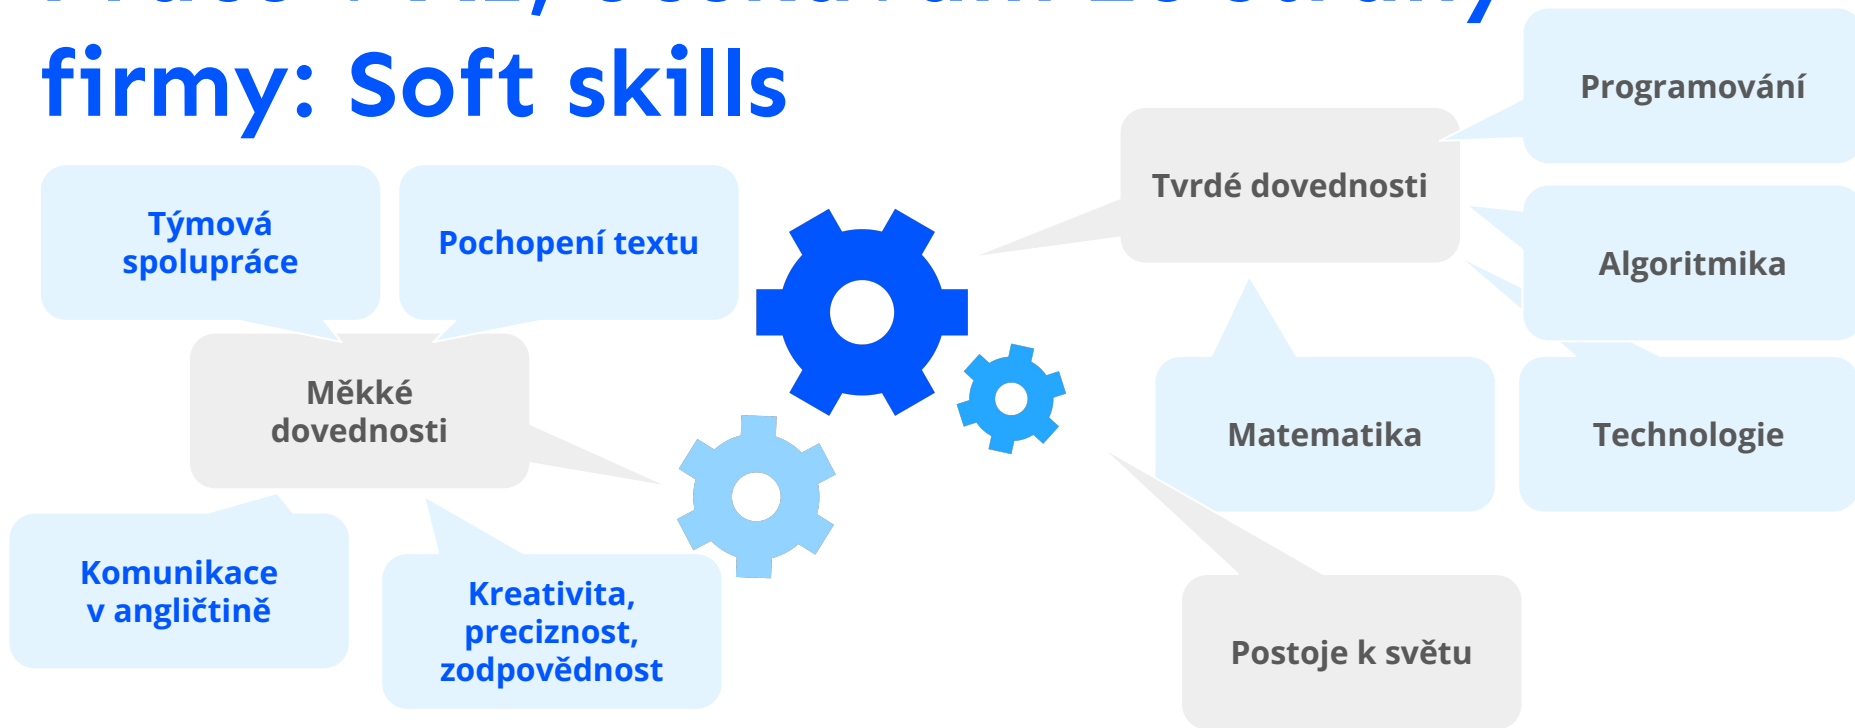 firmy: Soft skills
Týmová
spolupráce
Pochopení textu
Měkké
dovednosti
Komunikace
v angličtině
Kreativita,
preciznost,
zodpovědnost
Tvrdé dovednosti
Programování
Algoritmika
Matematika
Technologie
Postoje k světu